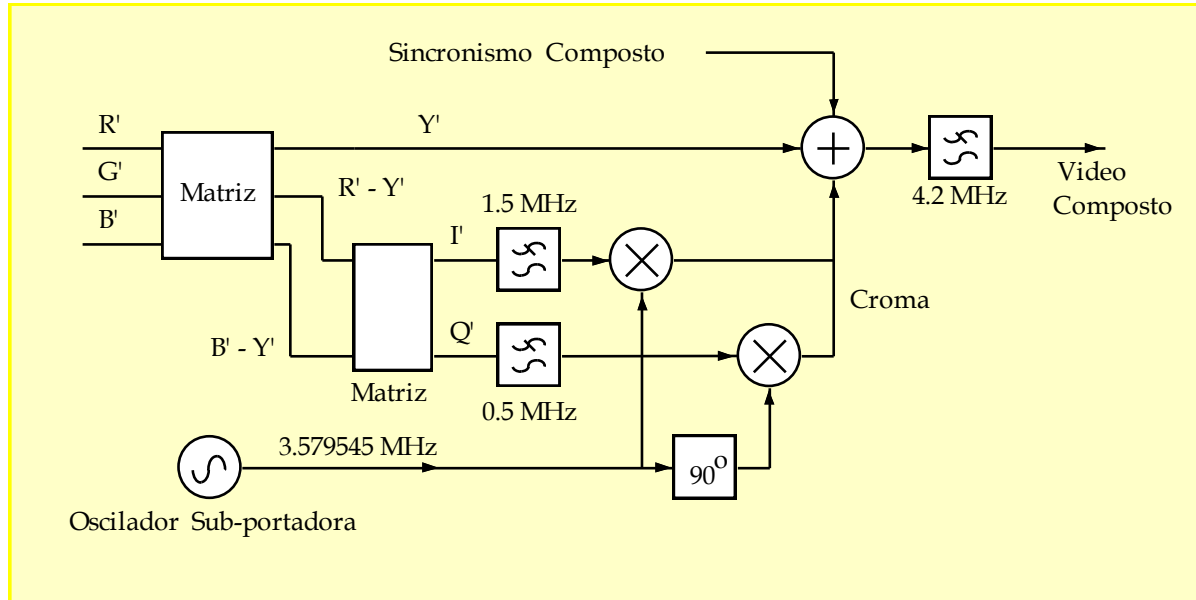 Sincronismo Composto
R'
Y'
G'
Matriz
R' - Y'
B'
1.5 MHz
4.2 MHz
Video
Composto
I'
Croma
Q'
B' - Y'
Matriz
0.5 MHz
3.579545 MHz
90°
Oscilador Sub-portadora